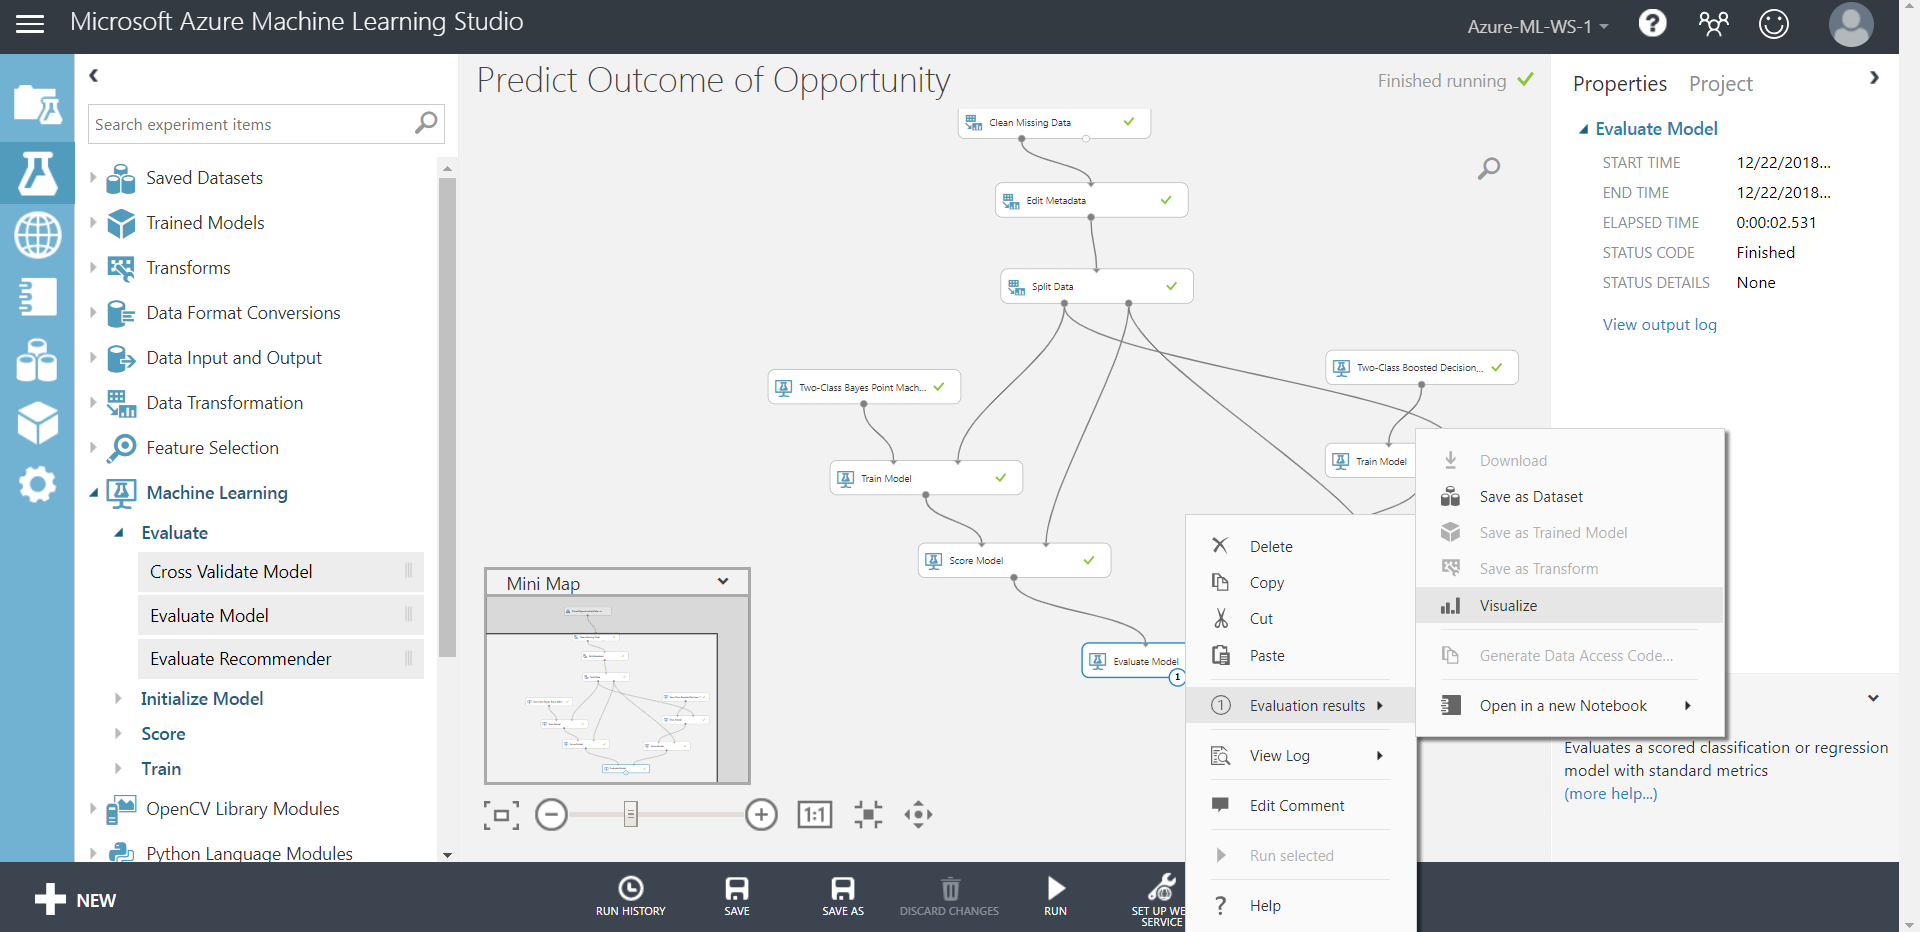 Microsoft Azure Machine Learning Studio
Azure-ML-WS-1
?
Search experiment items
Saved Datasets
Trained Models
Transforms
Data Format Conversions
Data Input and Output
Data Transformation
Feature Selection
Machine Learning
Evaluate
Cross Validate Model
Evaluate Model
Evaluate Recommender
Initialize Model
Score
Train
OpenCV Library Modules
Python Language Modules
Predict Outcome of Opportunity
Finished running
Clean Missing Data
Edit Metadata
Split Data
Two-Class Bayes Point Mach...
Two-Class Boosted Decision...
Train Model
Train Model
Score Model
Evaluate Model
1
Mini Map
1:1
Delete
Copy
Cut
Paste
1 Evaluation results
View Log
Edit Comment
Run selected
? Help
Download
Save as Dataset
Save as Trained Model
Save as Transform
Visualize
Generate Data Access Code...
Open in a new Notebook
Properties Project
Evaluate Model
START TIME 12/22/2018...
END TIME 12/22/2018...
ELAPSED TIME 0:00:02.531
STATUS CODE Finished
STATUS DETAILS None
View output log
Evaluates a scored classification or regression
model with standard metrics
(more help...)
NEW
RUN HISTORY
SAVE
SAVE AS
DISCARD CHANGES
RUN
SET UP WE
SERVICE